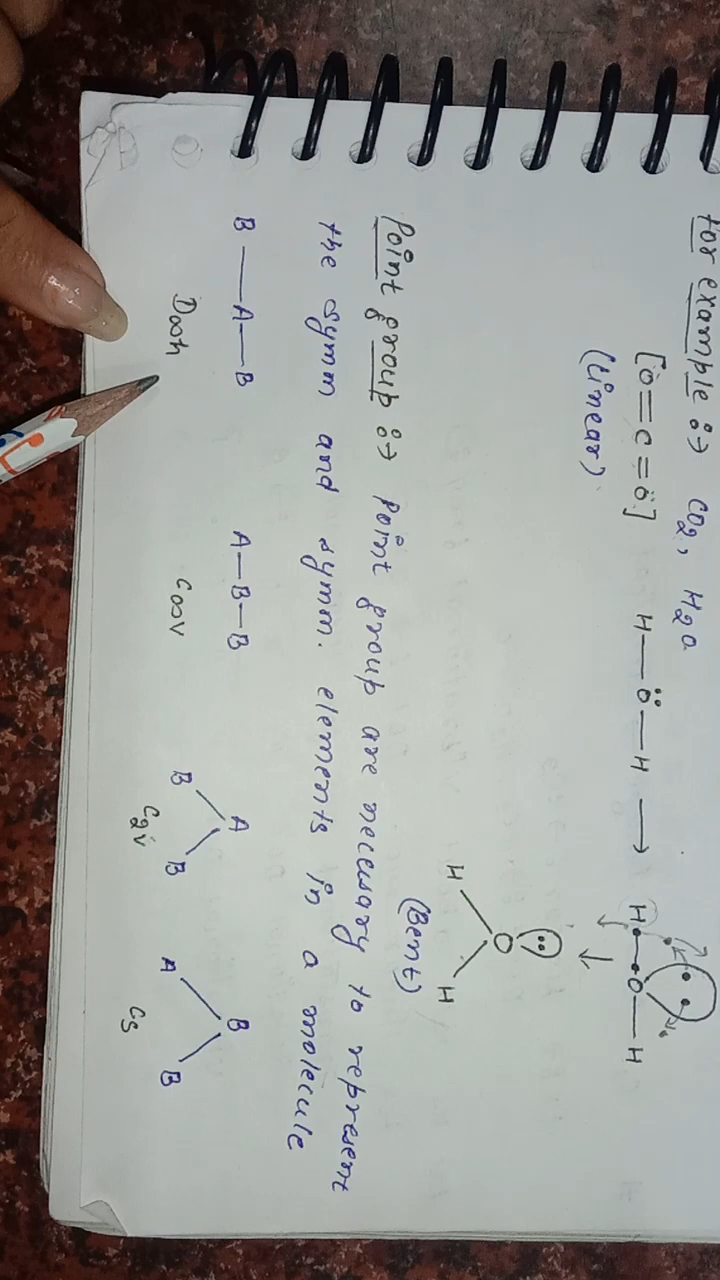 for example :→ CO2, H2O
[Ö=C=Ö] H—Ö—H → H—O—H
(Linear)
O
H H
(Bent)
Point group :→ Point group are necessary to represent
the symm and symm. elements in a molecule
B—A—B A—B—B A B B B A B
D∞h C∞v C2v Cs